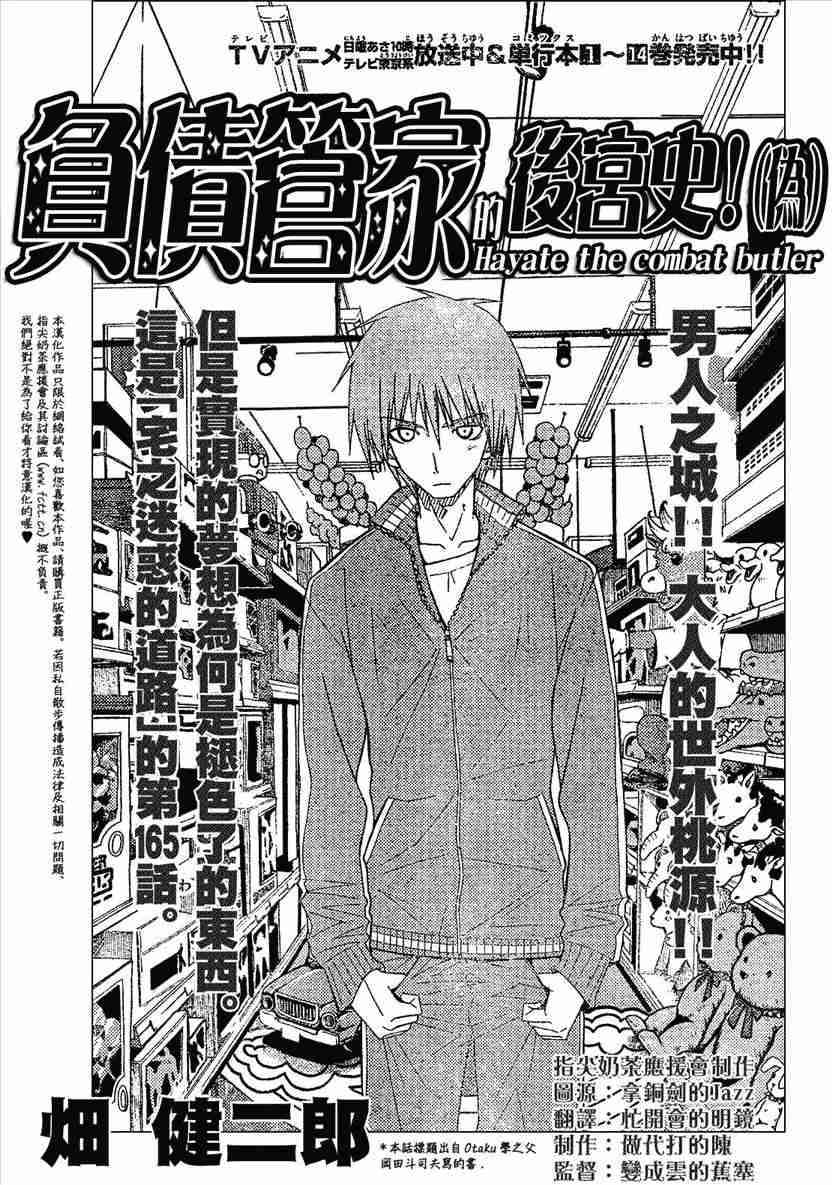 TVアニメ日曜あさ10時テレビ東京系放送中&単行本1～14巻発売中!!
負債管家的後宮史!(偽)
Hayate the combat butler
男人之城!!大人的世外桃源!!
但是實現的夢想為何是褪色了的東西。
這是「宅之迷惑的道路」的第165話。
本漢化作品只限於網絡試看、如您喜歡本作品、請購買正版書籍。若因私自散步傳播造成法律及相關一切問題、
指尖奶茶應援會及其討論區(www.fctt.cn)概不負責。
我們絕對不是為了給你看才特意漢化的喔♥
畑 健二郎
*本話標題出自Otaku學之父
岡田斗司夫寫的書.
指尖奶茶應援會制作
圖源:拿銅劍的Jazz
翻譯:忙開會的明鏡
制作:做代打的陳
監督:變成雲的蕉塞